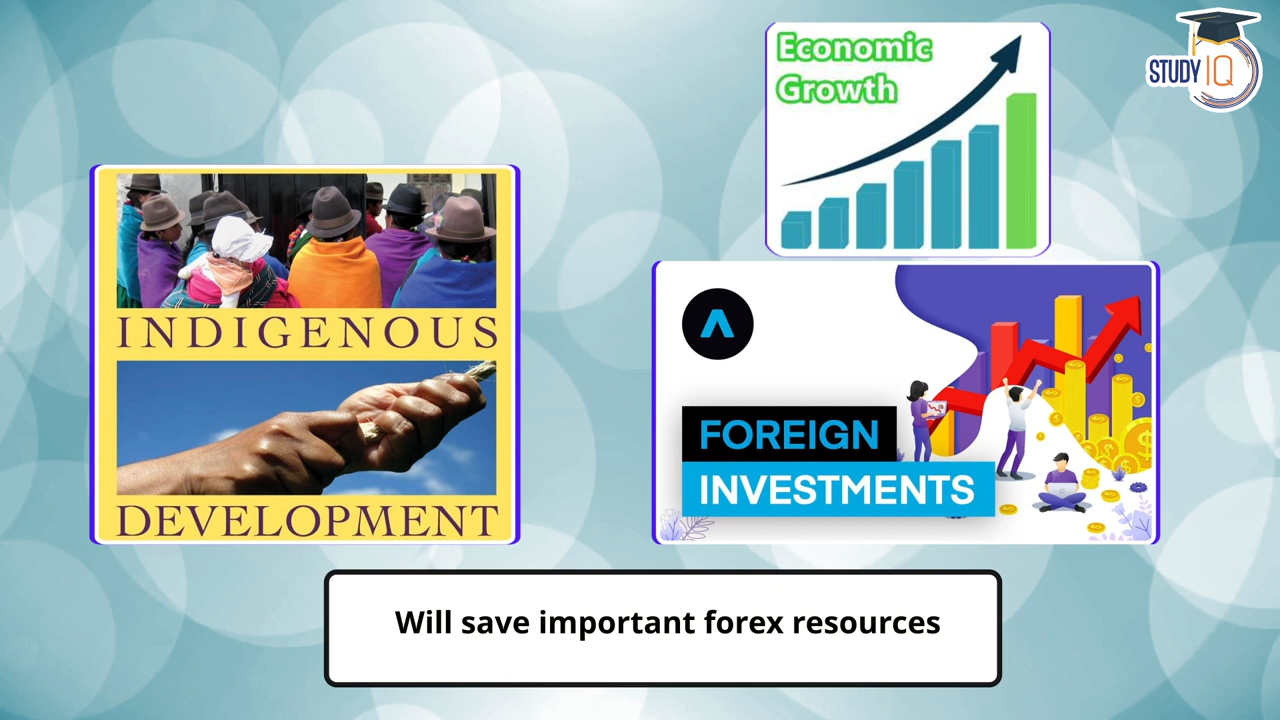 Economic
Growth
STUDY IQ
INDIGENOUS
DEVELOPMENT
FOREIGN
INVESTMENTS
Will save important forex resources